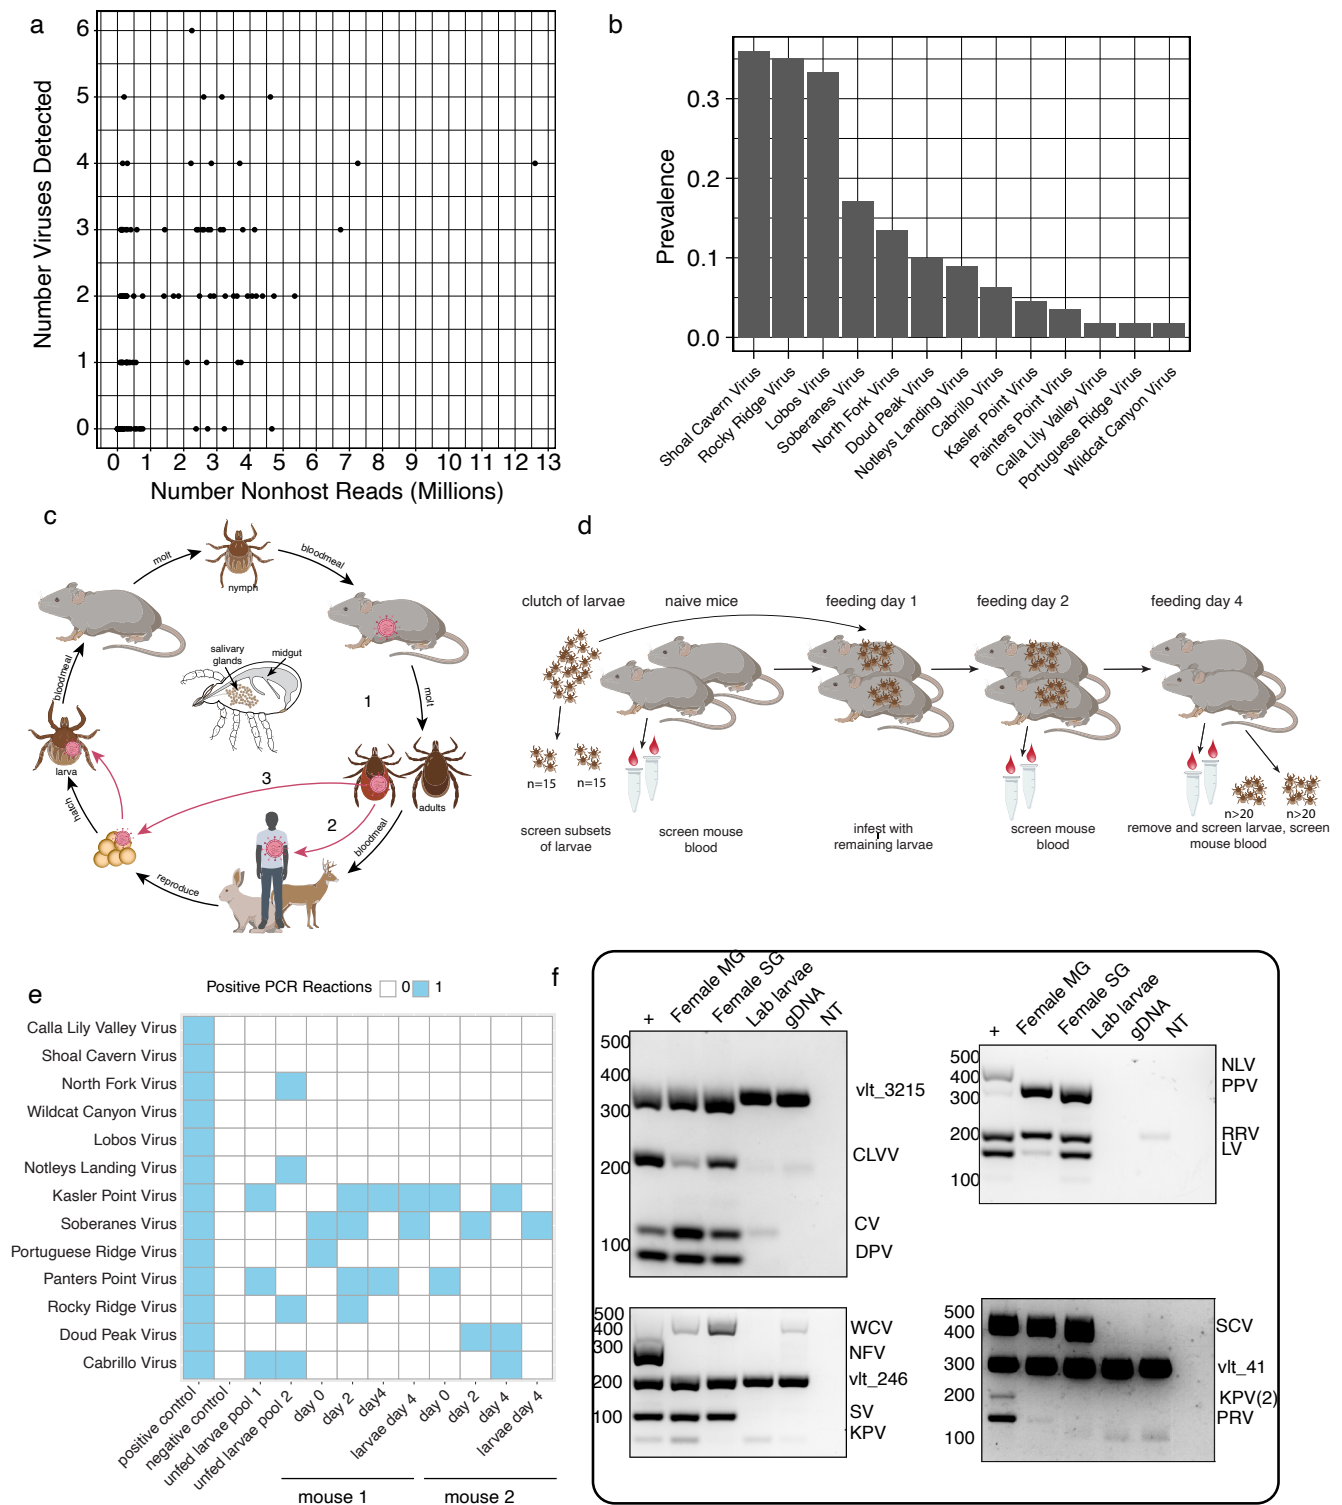 a
Number Viruses Detected
6
5
4
3
2
1
0
0 1 2 3 4 5 6 7 8 9 10 11 12 13
Number Nonhost Reads (Millions)
b
Prevalence
0.3
0.2
0.1
0.0
Shoal Cavern Virus
Rocky Ridge Virus
Lobos Virus
Soberanes Virus
North Fork Virus
Doud Peak Virus
Notleys Landing Virus
Cabrillo Virus
Kasler Point Virus
Painters Point Virus
Calla Lily Valley Virus
Portuguese Ridge Virus
Wildcat Canyon Virus
c
molt
nymph
bloodmeal
salivary
glands
midgut
bloodmeal
1
molt
larva
3
adults
hatch
2
bloodmeal
reproduce
d
clutch of larvae
naive mice
feeding day 1
feeding day 2
feeding day 4
n=15
n=15
n>20
n>20
screen subsets
of larvae
screen mouse
blood
infest with
remaining larvae
screen mouse
blood
remove and screen larvae, screen
mouse blood
e
Positive PCR Reactions 0 1
Calla Lily Valley Virus
Shoal Cavern Virus
North Fork Virus
Wildcat Canyon Virus
Lobos Virus
Notleys Landing Virus
Kasler Point Virus
Soberanes Virus
Portuguese Ridge Virus
Panters Point Virus
Rocky Ridge Virus
Doud Peak Virus
Cabrillo Virus
positive control
negative control
unfed larvae pool 1
unfed larvae pool 2
day 0
day 2
day4
larvae day 4
day 0
day 2
day 4
larvae day 4
mouse 1
mouse 2
f
+
Female MG
Female SG
Lab larvae
gDNA
NT
500
400
300
200
100
vlt_3215
CLVV
CV
DPV
+
Female MG
Female SG
Lab larvae
gDNA
NT
500
400
300
200
100
NLV
PPV
RRV
LV
500
400
300
200
100
WCV
NFV
vlt_246
SV
KPV
500
400
300
200
100
SCV
vlt_41
KPV(2)
PRV